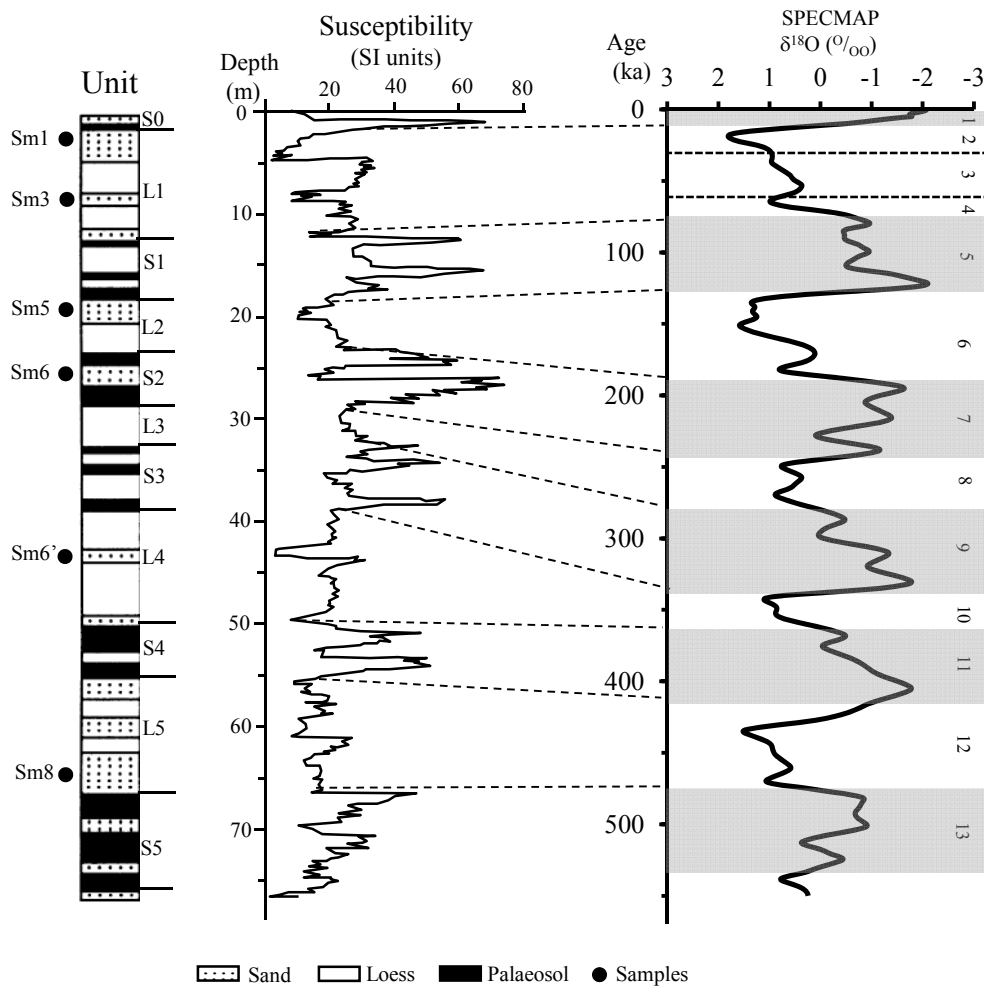 Unit
Sm1
Sm3
Sm5
Sm6
Sm6’
Sm8
S0
L1
S1
L2
S2
L3
S3
L4
S4
L5
S5
Susceptibility
(SI units)
Depth
(m)
20 40 60 80
0
10
20
30
40
50
60
70
Age
(ka)
0
100
200
300
400
500
SPECMAP
δ18O (O/OO)
3 2 1 0 -1 -2 -3
1
2
3
4
5
6
7
8
9
10
11
12
13
Sand Loess Palaeosol Samples